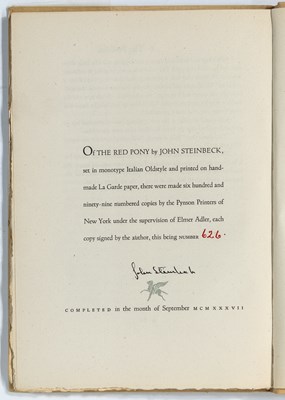 Of THE RED PONY by JOHN STEINBECK,
set in monotype Italian Oldstyle and printed on hand-
made La Garde paper, there were made six hundred and
ninety-nine numbered copies by the Pynson Printers of
New York under the supervision of Elmer Adler, each
copy signed by the author, this being NUMBER 626.
John Steinbeck
COMPLETED in the month of September MCMXXXVII